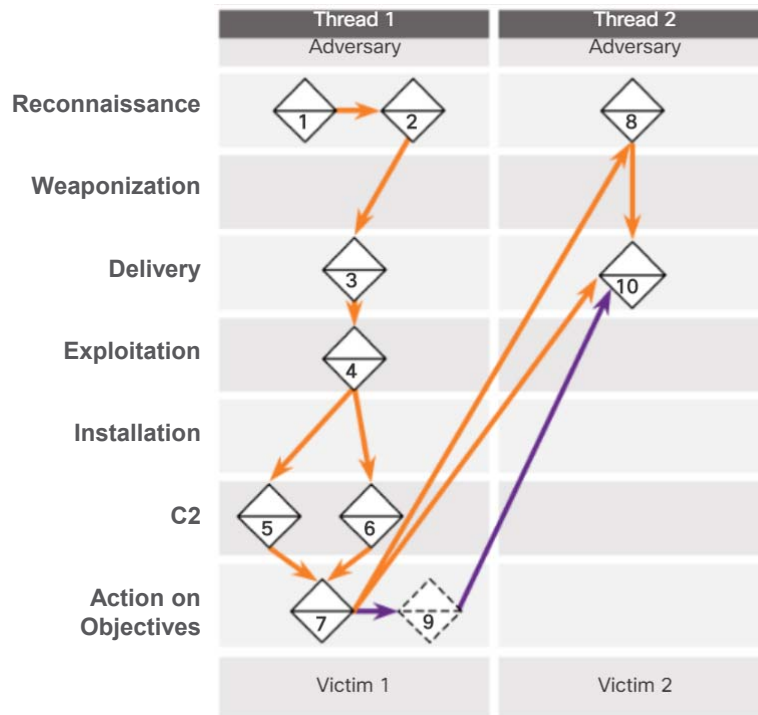 Thread 1
Thread 2
Adversary
Adversary
Reconnaissance
1
2
8
Weaponization
Delivery
3
10
Exploitation
4
Installation
C2
5
6
Action on
Objectives
7
9
Victim 1
Victim 2